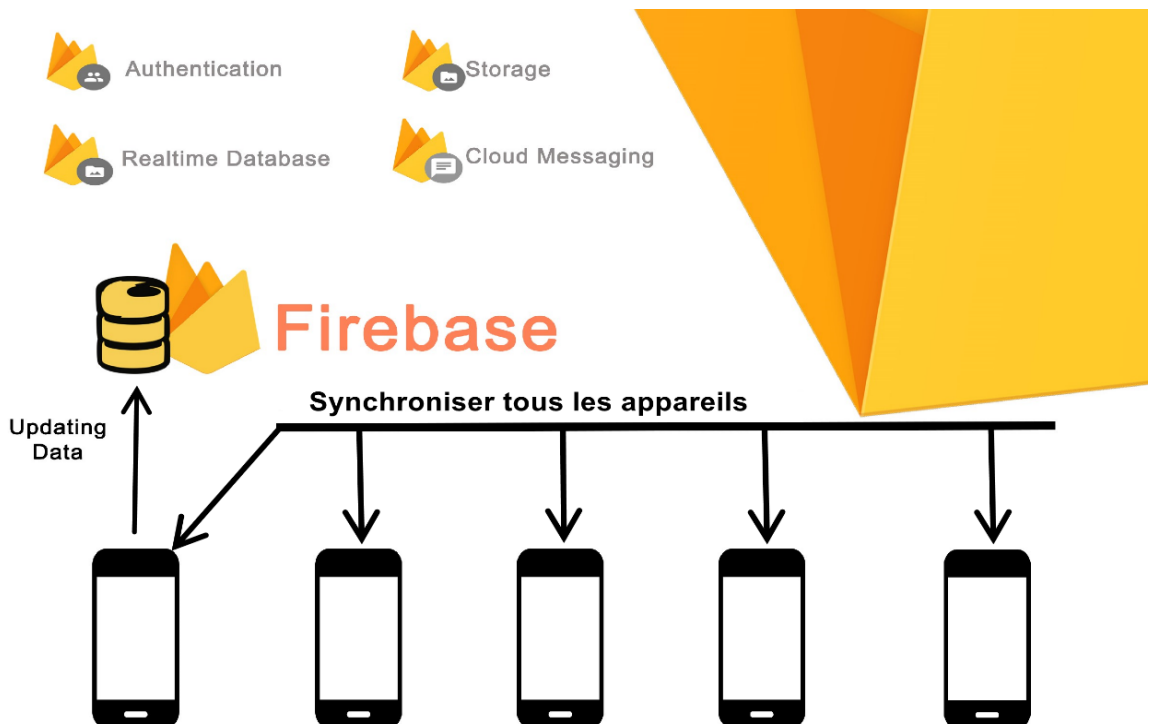 Authentication
Storage
Realtime Database
Cloud Messaging
Firebase
Synchroniser tous les appareils
Updating
Data